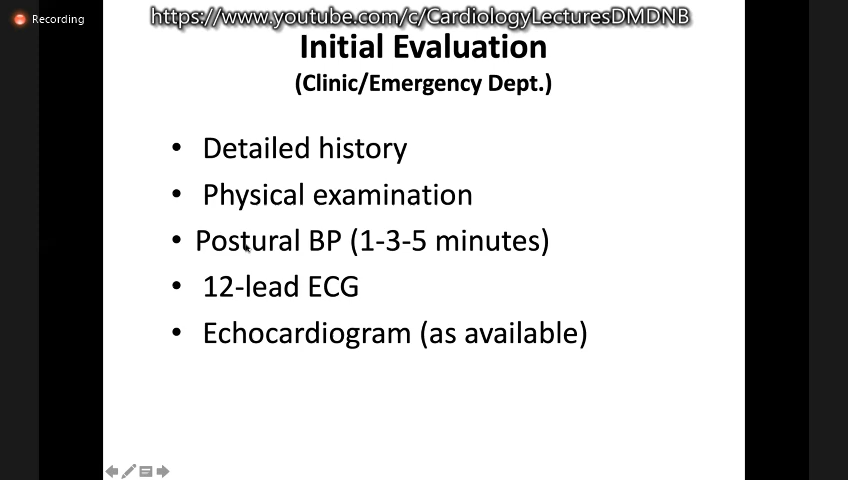 Recording
https://www.youtube.com/c/CardiologyLecturesDMDNB
Initial Evaluation
(Clinic/Emergency Dept.)
• Detailed history
• Physical examination
• Postural BP (1-3-5 minutes)
• 12-lead ECG
• Echocardiogram (as available)